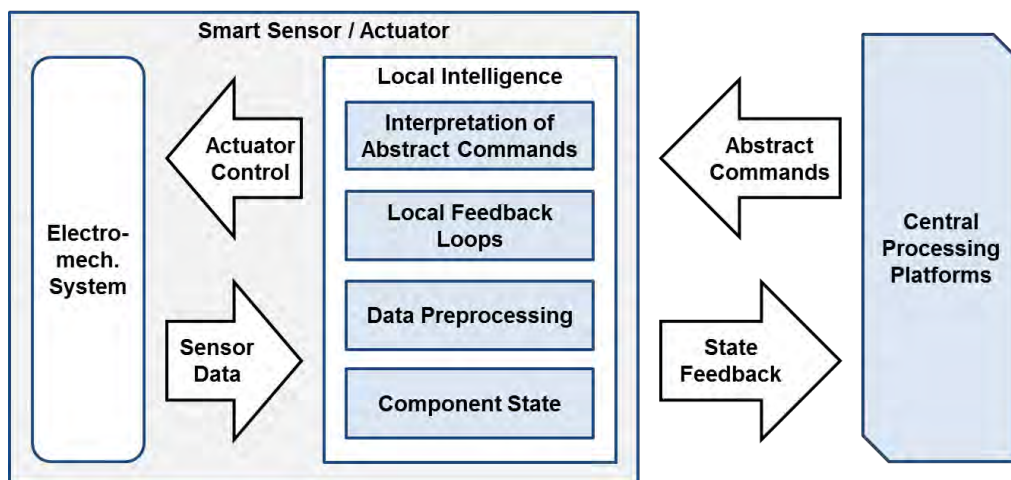 Smart Sensor / Actuator
Electro-
mech.
System
Actuator
Control
Sensor
Data
Local Intelligence
Interpretation of
Abstract Commands
Local Feedback
Loops
Data Preprocessing
Component State
Abstract
Commands
State
Feedback
Central
Processing
Platforms